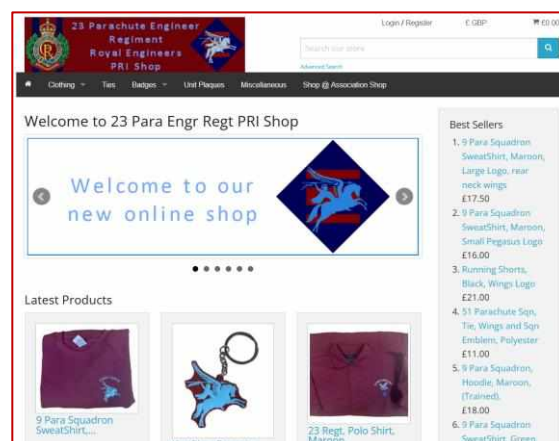 23 Parachute Engineer
Regiment
Royal Engineers
PRI Shop
Login / Register
£ GBP
£0.00
Search our store
Advanced Search
Clothing
Ties
Badges
Unit Plaques
Miscellaneous
Shop @ Association Shop
Welcome to 23 Para Engr Regt PRI Shop
Welcome to our
new online shop
Latest Products
9 Para Squadron
SweatShirt,...
23 Regt, Polo Shirt,
Maroon
Best Sellers
1. 9 Para Squadron
SweatShirt, Maroon,
Large Logo, rear
neck wings
£17.50
2. 9 Para Squadron
SweatShirt, Maroon,
Small Pegasus Logo
£16.00
3. Running Shorts,
Black, Wings Logo
£21.00
4. 51 Parachute Sqn,
Tie, Wings and Sqn
Emblem, Polyester
£11.00
5. 9 Para Squadron,
Hoodie, Maroon,
(Trained),
£18.00
6. 9 Para Squadron
SweatShirt, Green